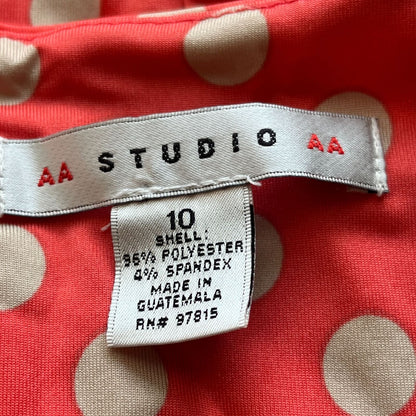 AA STUDIO AA
10
SHELL:
96% POLYESTER
4% SPANDEX
MADE IN
GUATEMALA
RN# 97815